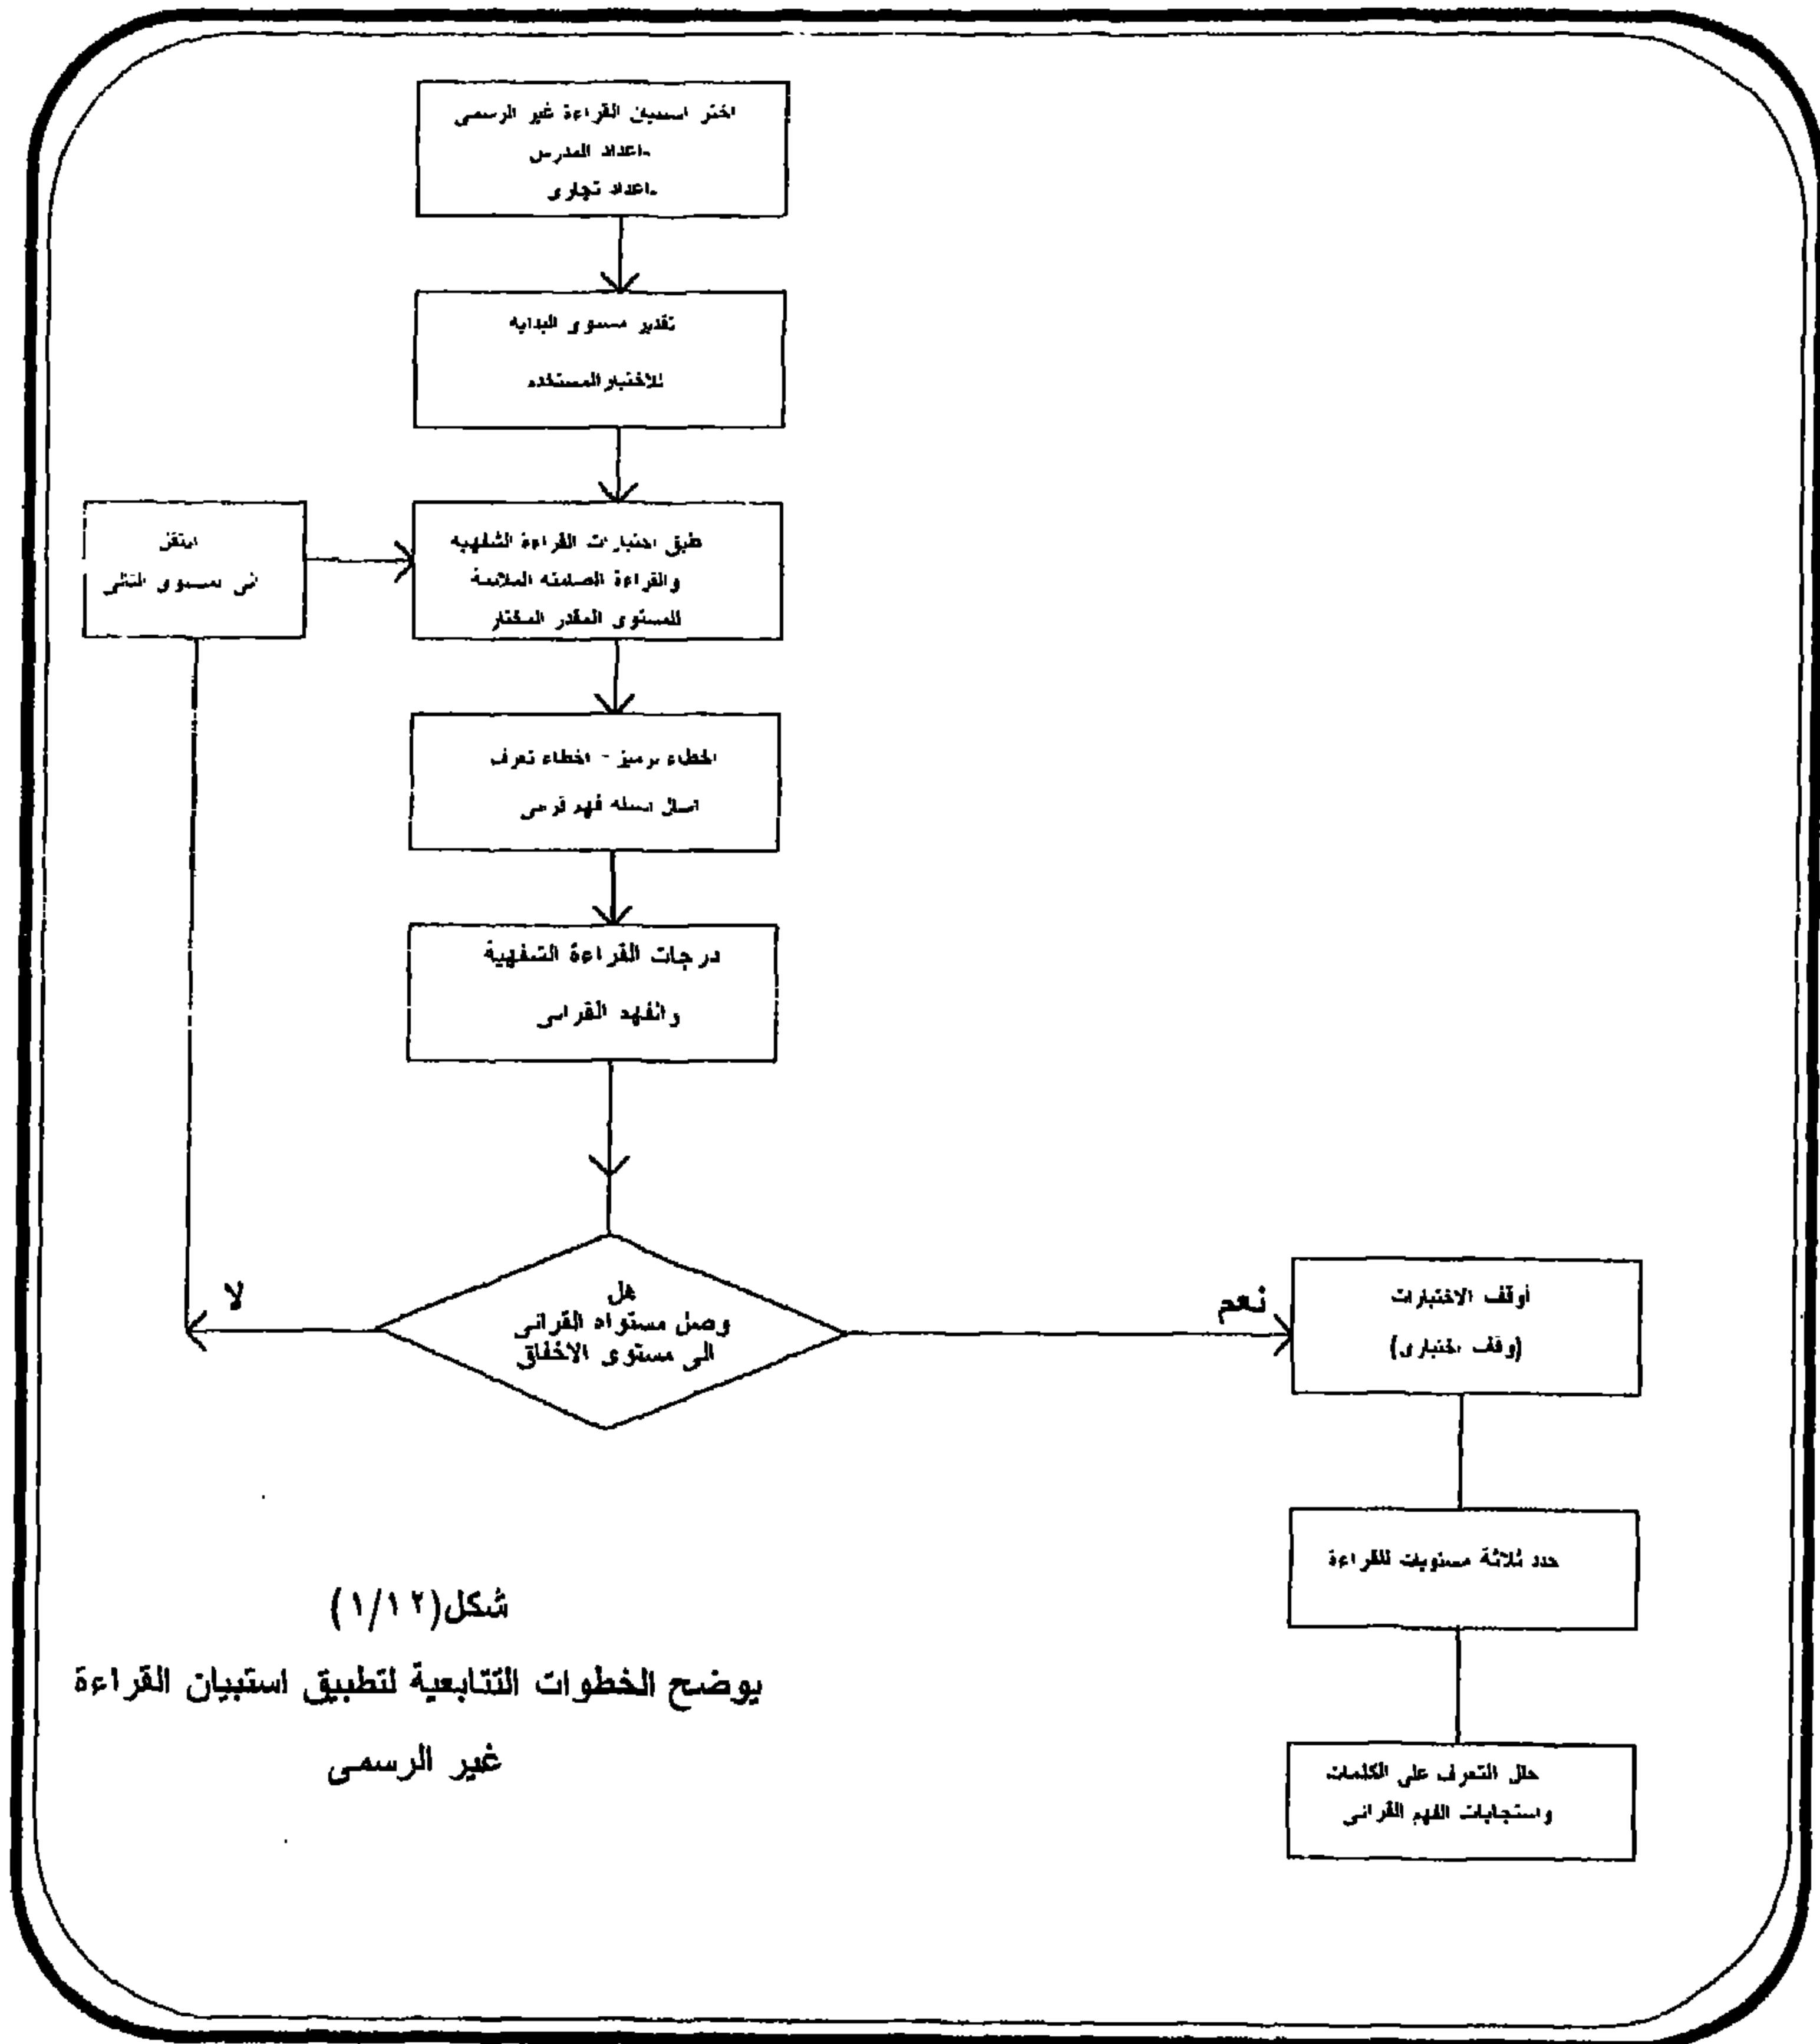 اختر استبيان القراءة غير الرسمى
-اعداد المدرس
-اعداد تجارى
تقدير مستوى البداية
للاختبار المستخدم
طبق اختبارات القراءة الشفهية
والقراءة الصامته الملائمة
للمستوى المقدر المختار
انتقل
الى المستوى التالى
اخطاء ترميز - اخطاء تعرف
اسأل اسئله فهم قرائى
درجات القراءة الشفهية
والفهم القرائى
هل
وصل مستواه القرائى
الى مستوى الاخفاق
لا
نعم
أوقف الاختبارات
(وقف اختبارى)
حدد ثلاثة مستويات للقراءة
حلل التعرف على الكلمات
واستجابات الفهم القرائى
شكل(١/١٢)
يوضح الخطوات التتابعية لتطبيق استبيان القراءة
غير الرسمى